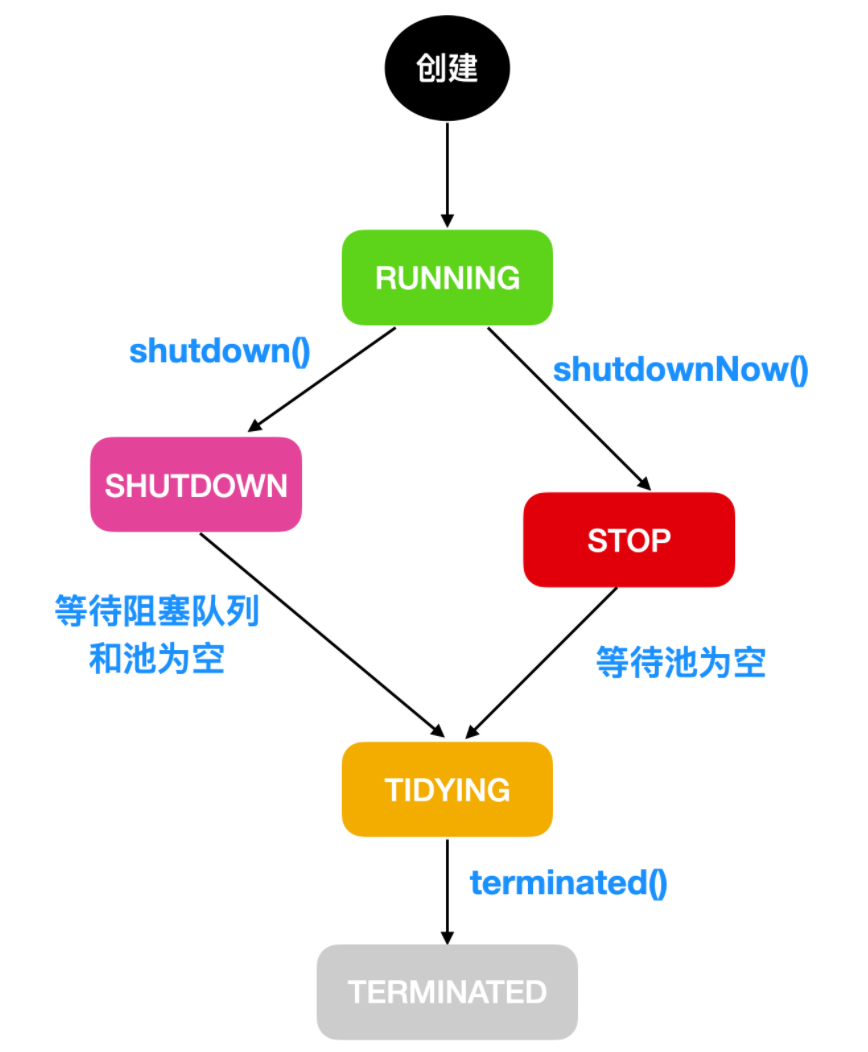 创建
RUNNING
shutdown()
shutdownNow()
SHUTDOWN
STOP
等待阻塞队列
和池为空
等待池为空
TIDYING
terminated()
TERMINATED